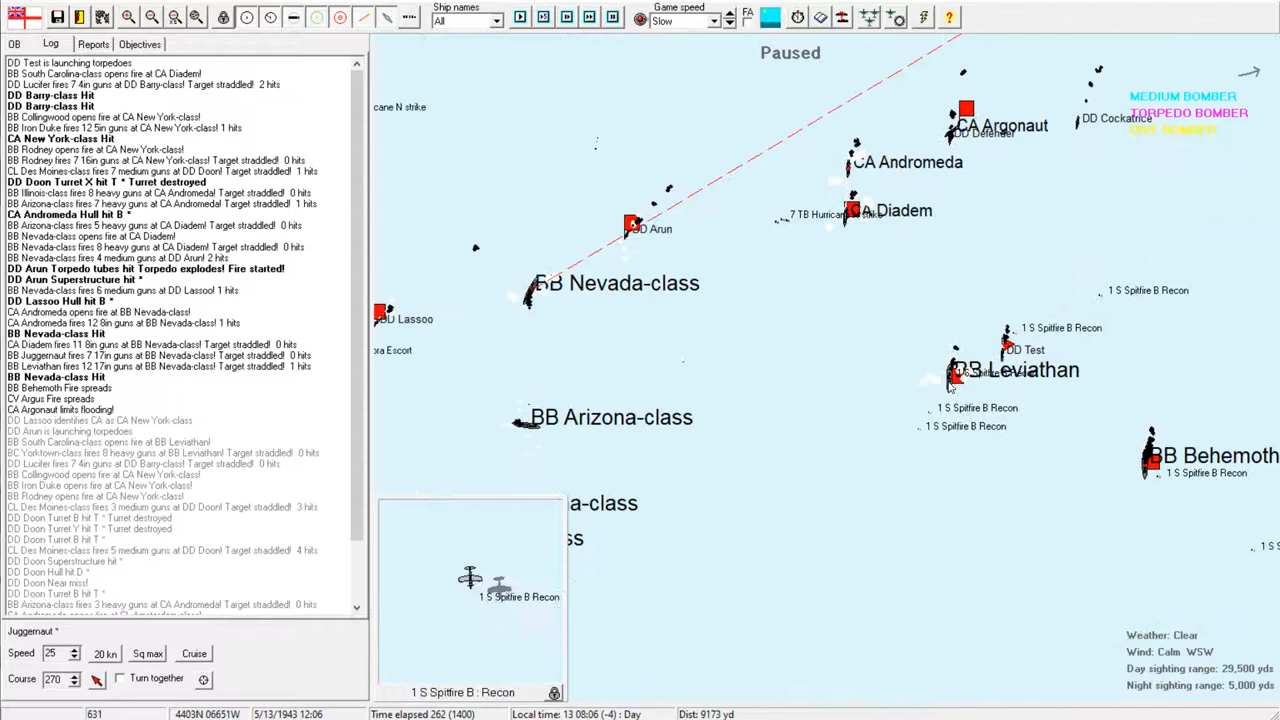 Ship names
All
Game speed
Slow
FA
OB
Log
Reports
Objectives
DD Test is launching torpedoes
BB South Carolina-class opens fire at CA Diadem!
DD Lucifer fires 7 4in guns at DD Barry-class! Target straddled!  2 hits
DD Barry-class Hit
DD Barry-class Hit
BB Collingwood opens fire at CA New York-class!
BB Iron Duke fires 12 5in guns at CA New York-class!  1 hits
CA New York-class Hit
BB Rodney opens fire at CA New York-class!
BB Rodney fires 7 16in guns at CA New York-class! Target straddled!  0 hits
CL Des Moines-class fires 7 medium guns at DD Doon! Target straddled!  1 hits
DD Doon Turret X hit T * Turret destroyed
BB Illinois-class fires 8 heavy guns at CA Andromeda! Target straddled!  0 hits
BB Arizona-class fires 7 heavy guns at CA Andromeda! Target straddled!  1 hits
CA Andromeda Hull hit B *
BB Arizona-class fires 5 heavy guns at CA Diadem! Target straddled!  0 hits
BB Nevada-class opens fire at CA Diadem!
BB Nevada-class fires 8 heavy guns at CA Diadem! Target straddled!  0 hits
BB Nevada-class fires 4 medium guns at DD Arun!  2 hits
DD Arun Torpedo tubes hit Torpedo explodes! Fire started!
DD Arun Superstructure hit *
BB Nevada-class fires 6 medium guns at DD Lassoo!  1 hits
DD Lassoo Hull hit B *
CA Andromeda opens fire at BB Nevada-class!
CA Andromeda fires 12 8in guns at BB Nevada-class!  1 hits
BB Nevada-class Hit
CA Diadem fires 11 8in guns at BB Nevada-class! Target straddled!  0 hits
BB Juggernaut fires 7 17in guns at BB Nevada-class! Target straddled!  0 hits
BB Leviathan fires 12 17in guns at BB Nevada-class! Target straddled!  1 hits
BB Nevada-class Hit
BB Behemoth Fire spreads
CV Argus Fire spreads
CA Argonaut limits flooding!
DD Lassoo identifies CA as CA New York-class
DD Arun is launching torpedoes
BB South Carolina-class opens fire at BB Leviathan!
BC Yorktown-class fires 8 heavy guns at BB Leviathan! Target straddled!  0 hits
DD Lucifer fires 7 4in guns at DD Barry-class! Target straddled!  0 hits
BB Collingwood opens fire at CA New York-class!
BB Iron Duke opens fire at CA New York-class!
BB Rodney opens fire at CA New York-class!
CL Des Moines-class fires 3 medium guns at DD Doon! Target straddled!  3 hits
DD Doon Turret B hit T * Turret destroyed
DD Doon Turret Y hit T * Turret destroyed
DD Doon Turret B hit T *
CL Des Moines-class fires 5 medium guns at DD Doon! Target straddled!  4 hits
DD Doon Superstructure hit *
DD Doon Hull hit D *
DD Doon Near miss!
DD Doon Turret B hit T *
BB Arizona-class fires 3 heavy guns at CA Andromeda! Target straddled!  0 hits
Juggernaut *
Speed
25
20 kn
Sq max
Cruise
Course
270
Turn together
Paused
MEDIUM BOMBER
TORPEDO BOMBER
DIVE BOMBER
cane N strike
DD Cockatrice
CA Argonaut
DD Defender
CA Andromeda
CA Diadem
7 TB Hurricane N strike
DD Arun
BB Nevada-class
1 S Spitfire B Recon
DD Lassoo
1 S Spitfire B Recon
ora Escort
DD Test
BB Leviathan
1 S Spitfire B Recon
1 S Spitfire B Recon
BB Arizona-class
1 S Spitfire B Recon
BB Behemoth
1 S Spitfire B Recon
a-class
ss
1 S
1 S Spitfire B Recon
1 S Spitfire B : Recon
Weather: Clear
Wind: Calm  WSW
Day sighting range: 29,500 yds
Night sighting range: 5,000 yds
631
4403N 06651W
5/13/1943 12:06
Time elapsed 262 (1400)
Local time: 13 08:06 (-4) : Day
Dist: 9173 yd